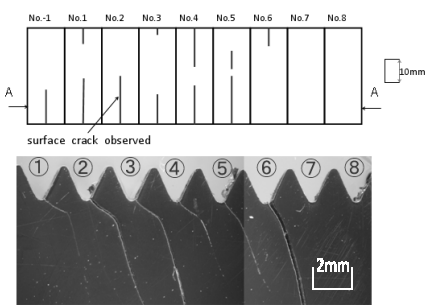 No.-1 No.1 No.2 No.3 No.4 No.5 No.6 No.7 No.8
10mm
A A
surface crack observed
① ② ③ ④ ⑤ ⑥ ⑦ ⑧
2mm